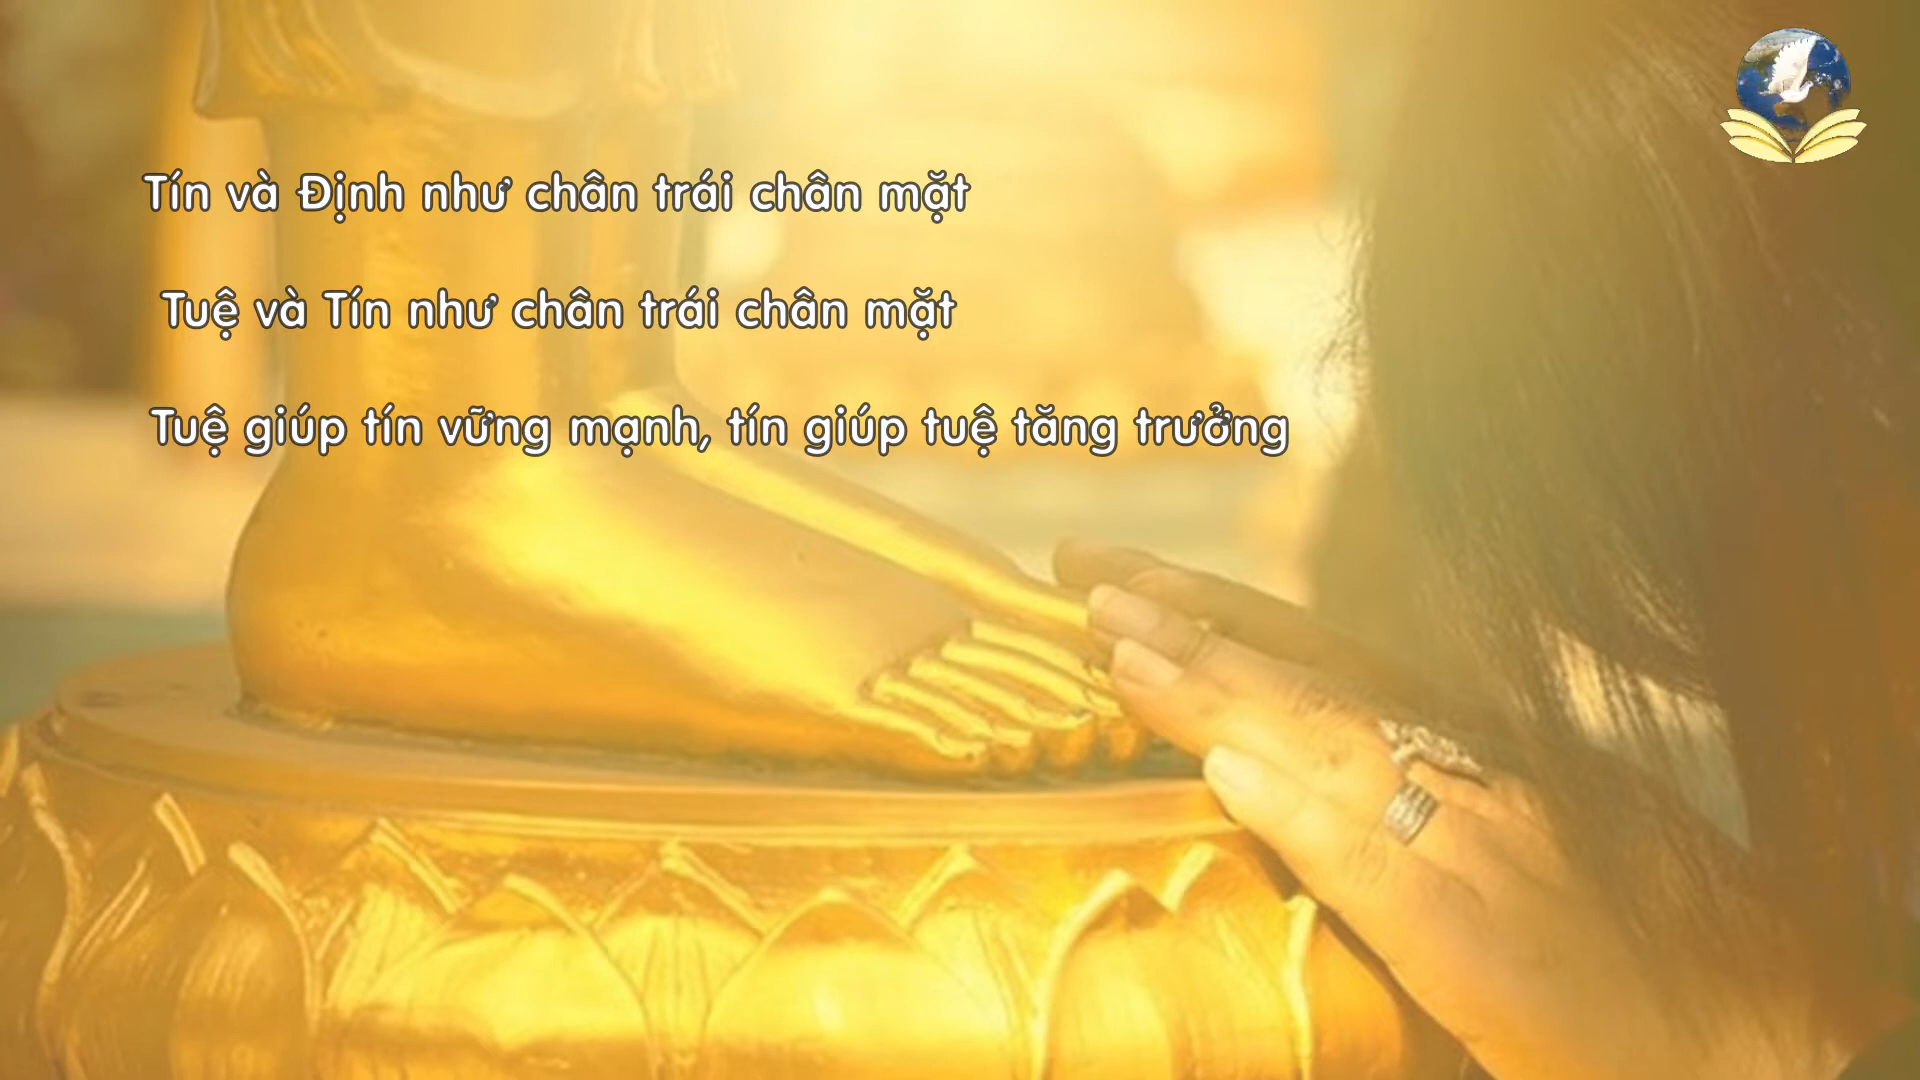 Tín và Định như chân trái chân mặt
Tuệ và Tín như chân trái chân mặt
Tuệ giúp tín vững mạnh, tín giúp tuệ tăng trưởng